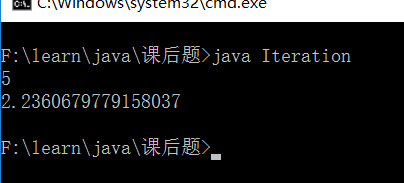 C:\Windows\system32\cmd.exe
F:\learn\java\课后题>java Iteration
5
2.2360679779158037
F:\learn\java\课后题>